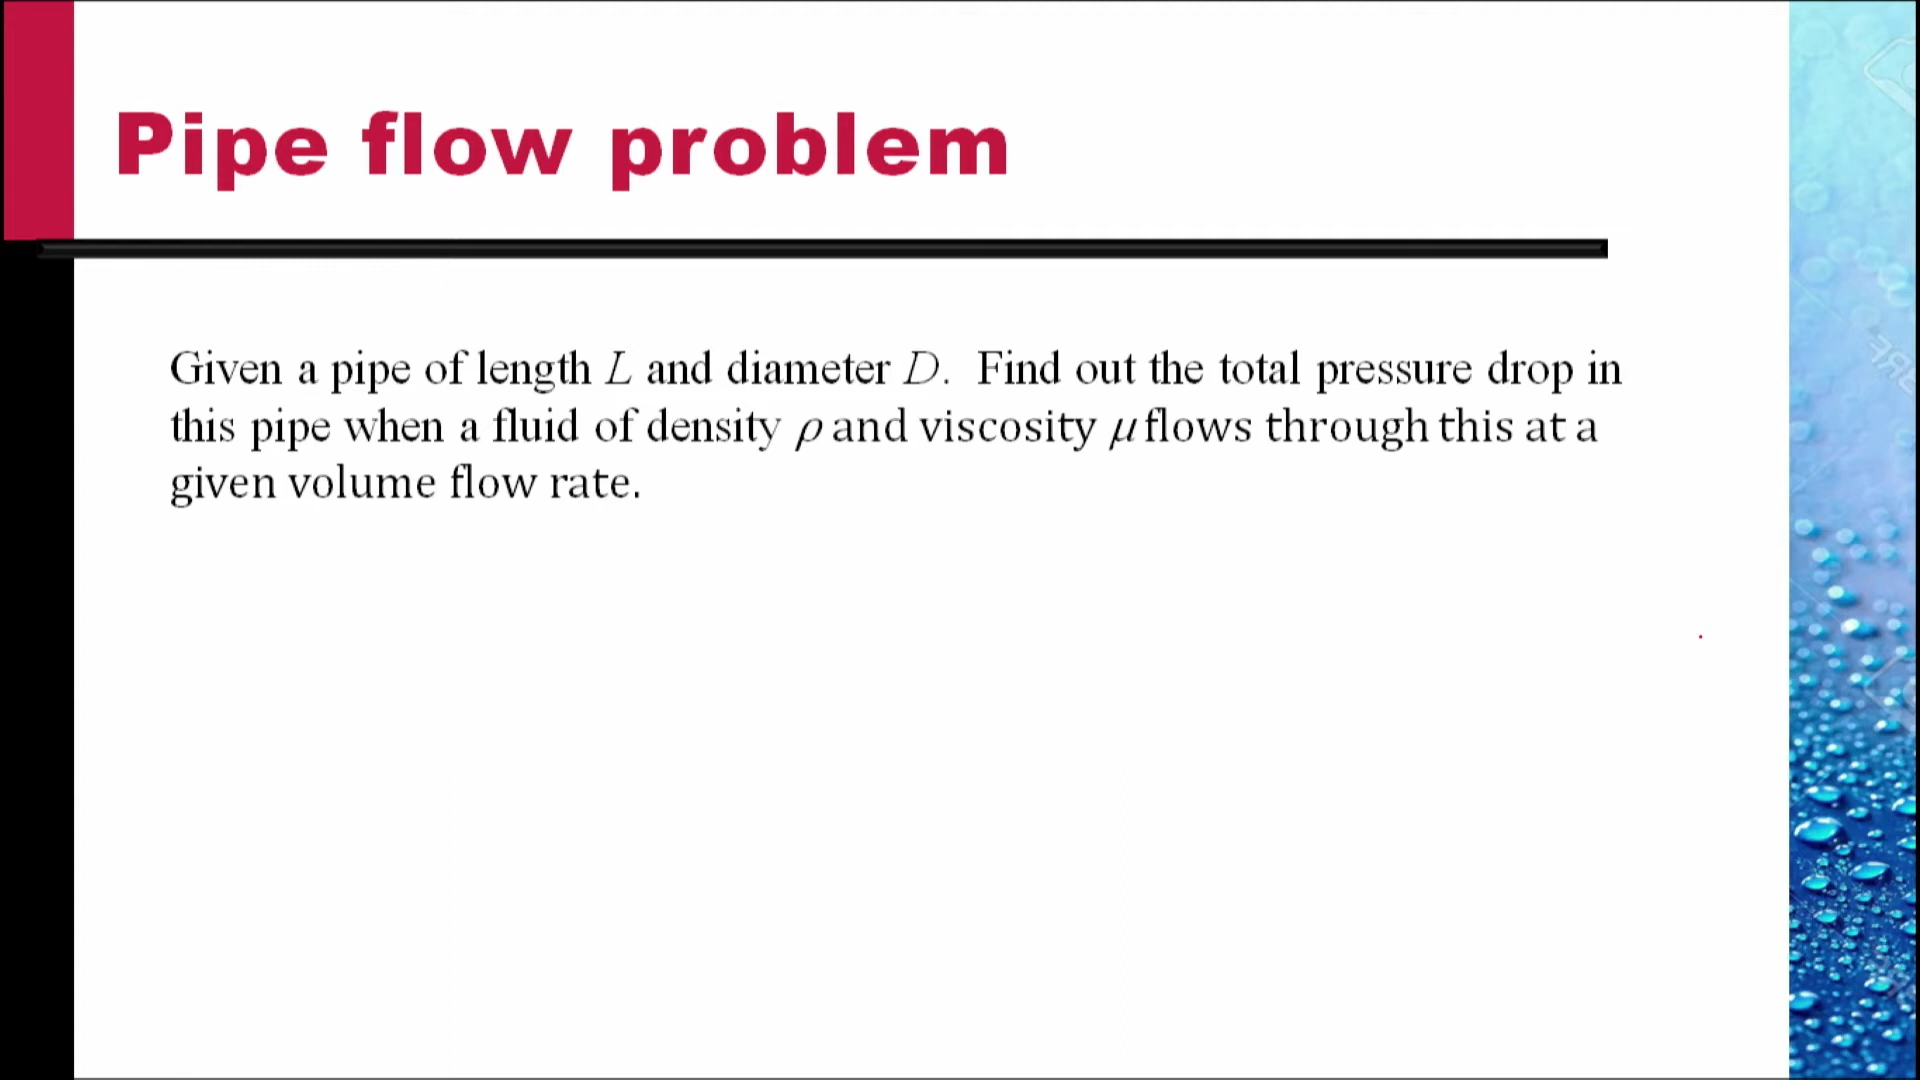 Pipe flow problem
Given a pipe of length L and diameter D. Find out the total pressure drop in
this pipe when a fluid of density ρ and viscosity μ flows through this at a
given volume flow rate.